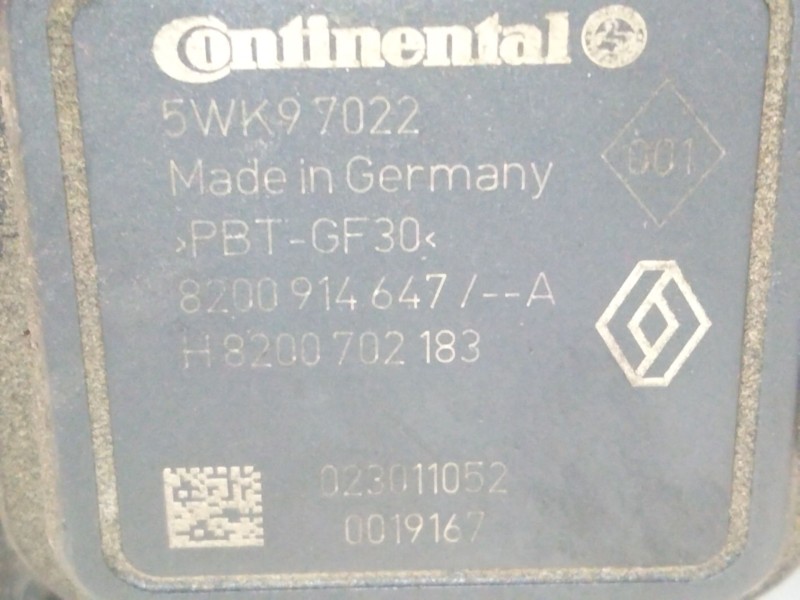 Continental
5WK9 7022
001
Made in Germany
>PBT-GF30<
8200 914 647 /--A
H 8200 702 183
023011052
0019167